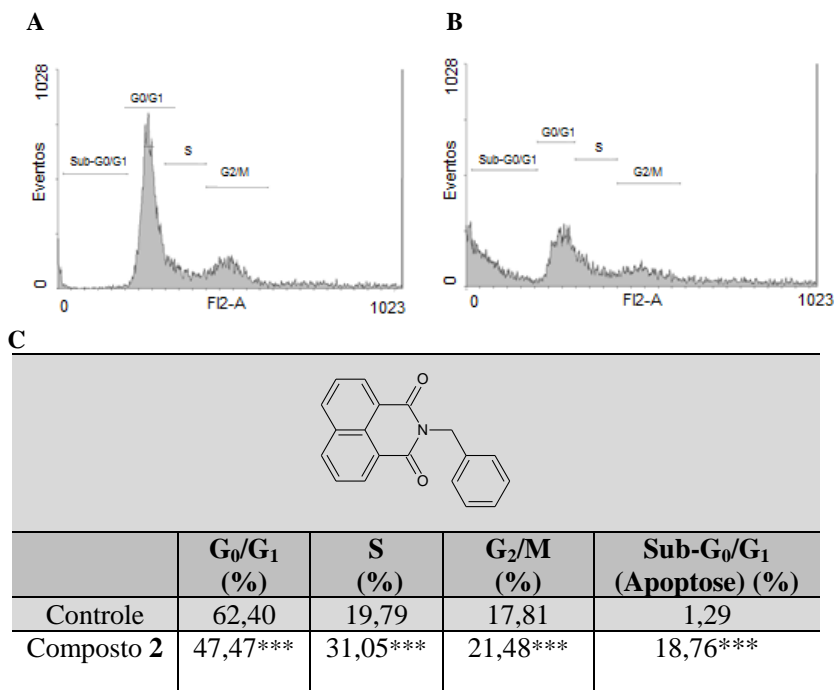 A
B
1028
Eventos
0
G0/G1
Sub-G0/G1
S
G2/M
0
Fl2-A
1023
1028
Eventos
0
G0/G1
Sub-G0/G1
S
G2/M
0
Fl2-A
1023
C
O
N
O
G₀/G₁ (%)
S (%)
G₂/M (%)
Sub-G₀/G₁ (Apoptose) (%)
Controle 62,40 19,79 17,81 1,29
Composto 2 47,47*** 31,05*** 21,48*** 18,76***